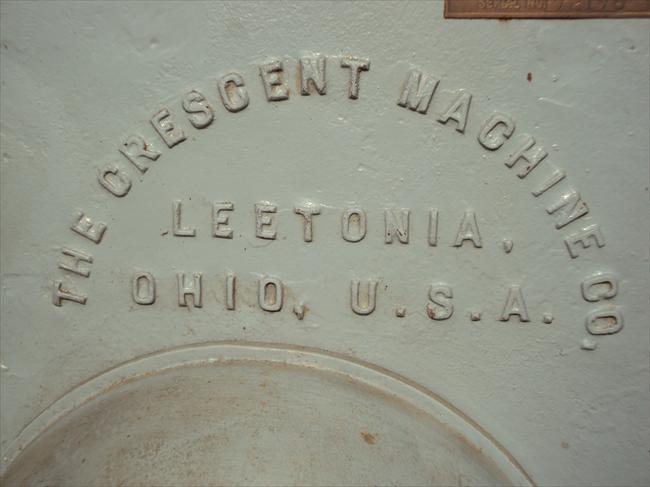 THE CRESCENT MACHINE CO.
LEETONIA,
OHIO, U.S.A.